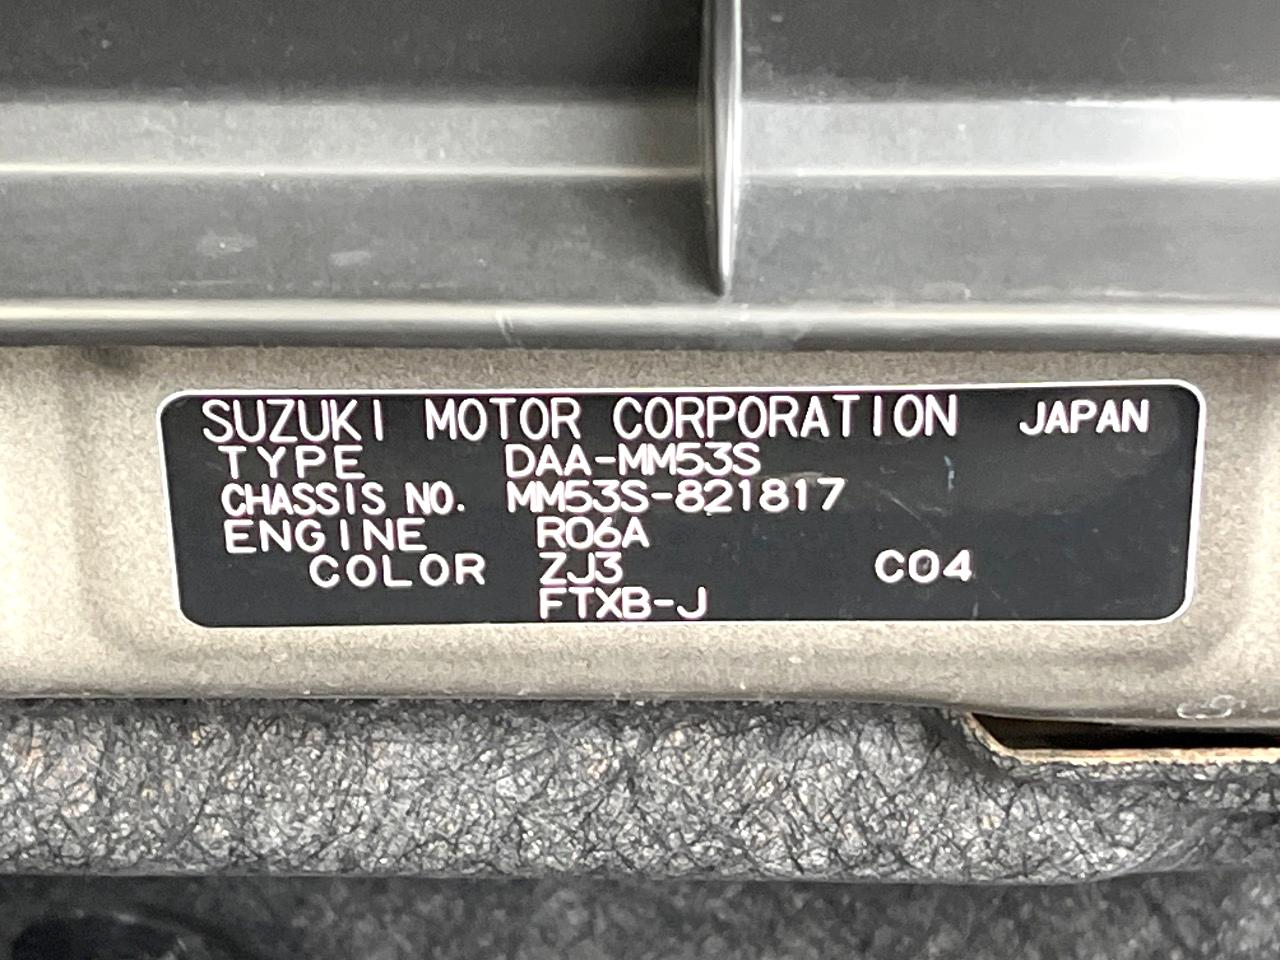 SUZUKI MOTOR CORPORATION JAPAN
TYPE DAA-MM53S
CHASSIS NO. MM53S-821817
ENGINE R06A
COLOR ZJ3 C04
FTXB-J